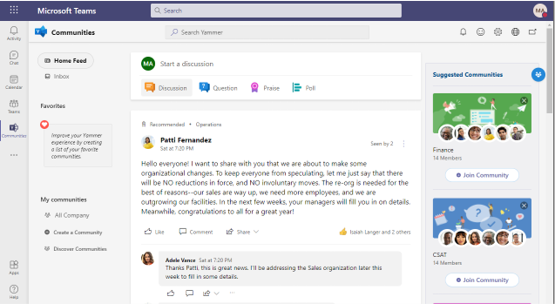 Microsoft Teams
Search
MA
Activity
Chat
Calendar
Teams
Communities
Apps
Help
Communities
Search Yammer
Home Feed
Inbox
Favorites
Improve your Yammer
experience by creating
a list of your favorite
communities.
My communities
All Company
Create a Community
Discover Communities
MA
Start a discussion
Discussion
Question
Praise
Poll
Recommended • Operations
Patti Fernandez
Sat at 7:20 PM
Seen by 2
Hello everyone! I want to share with you that we are about to make some
organizational changes. To keep everyone from speculating, let me just say that there
will be NO reductions in force, and NO involuntary moves. The re-org is needed for the
best of reasons--our sales are way up, we need more employees, and we are
outgrowing our facilities. In the next few weeks, your managers will fill you in on details.
Meanwhile, congratulations to all for a great year!
Like
Comment
Share
Isaiah Langer and 2 others
Adele Vance Sat at 7:20 PM
Thanks Patti, this is great news. I'll be addressing the Sales organization later this
week to fill in some details.
Suggested Communities
Finance
14 Members
Join Community
CSAT
14 Members
Join Community